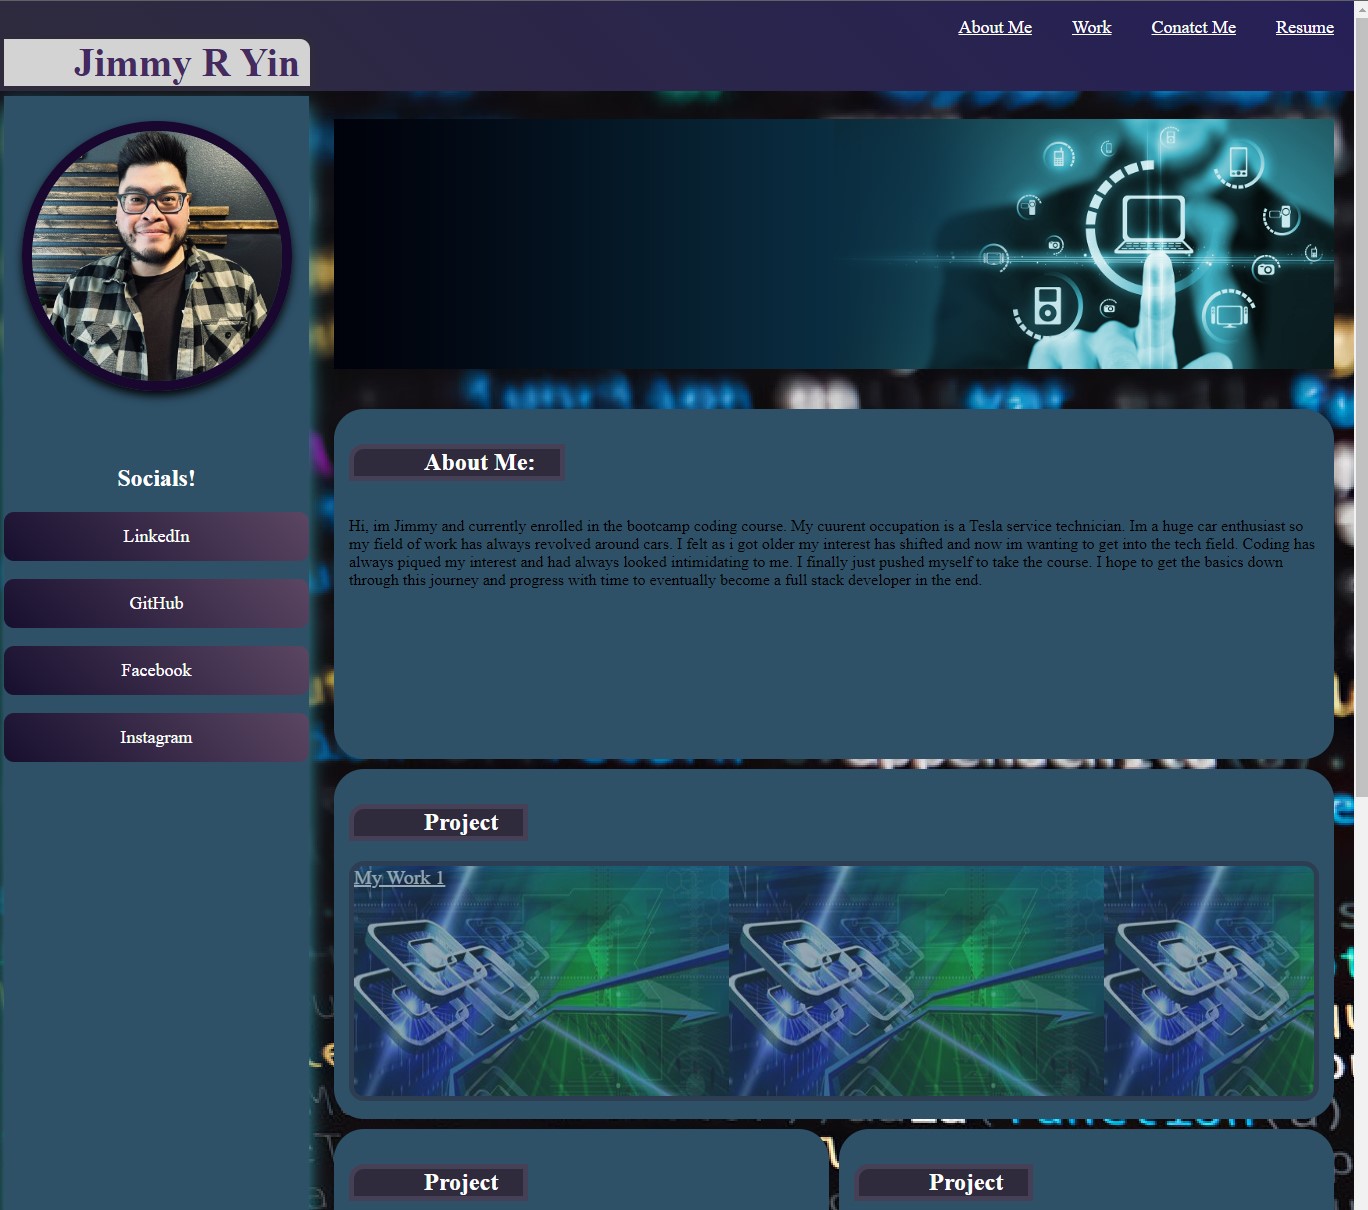 About Me Work Conatct Me Resume
Jimmy R Yin
Socials!
LinkedIn
GitHub
Facebook
Instagram
About Me:
Hi, im Jimmy and currently enrolled in the bootcamp coding course. My cuurent occupation is a Tesla service technician. Im a huge car enthusiast so
my field of work has always revolved around cars. I felt as i got older my interest has shifted and now im wanting to get into the tech field. Coding has
always piqued my interest and had always looked intimidating to me. I finally just pushed myself to take the course. I hope to get the basics down
through this journey and progress with time to eventually become a full stack developer in the end.
Project
My Work 1
function(a)
Project Project